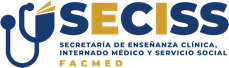 SECISS
SECRETARÍA DE ENSEÑANZA CLÍNICA,
INTERNADO MÉDICO Y SERVICIO SOCIAL
FACMED